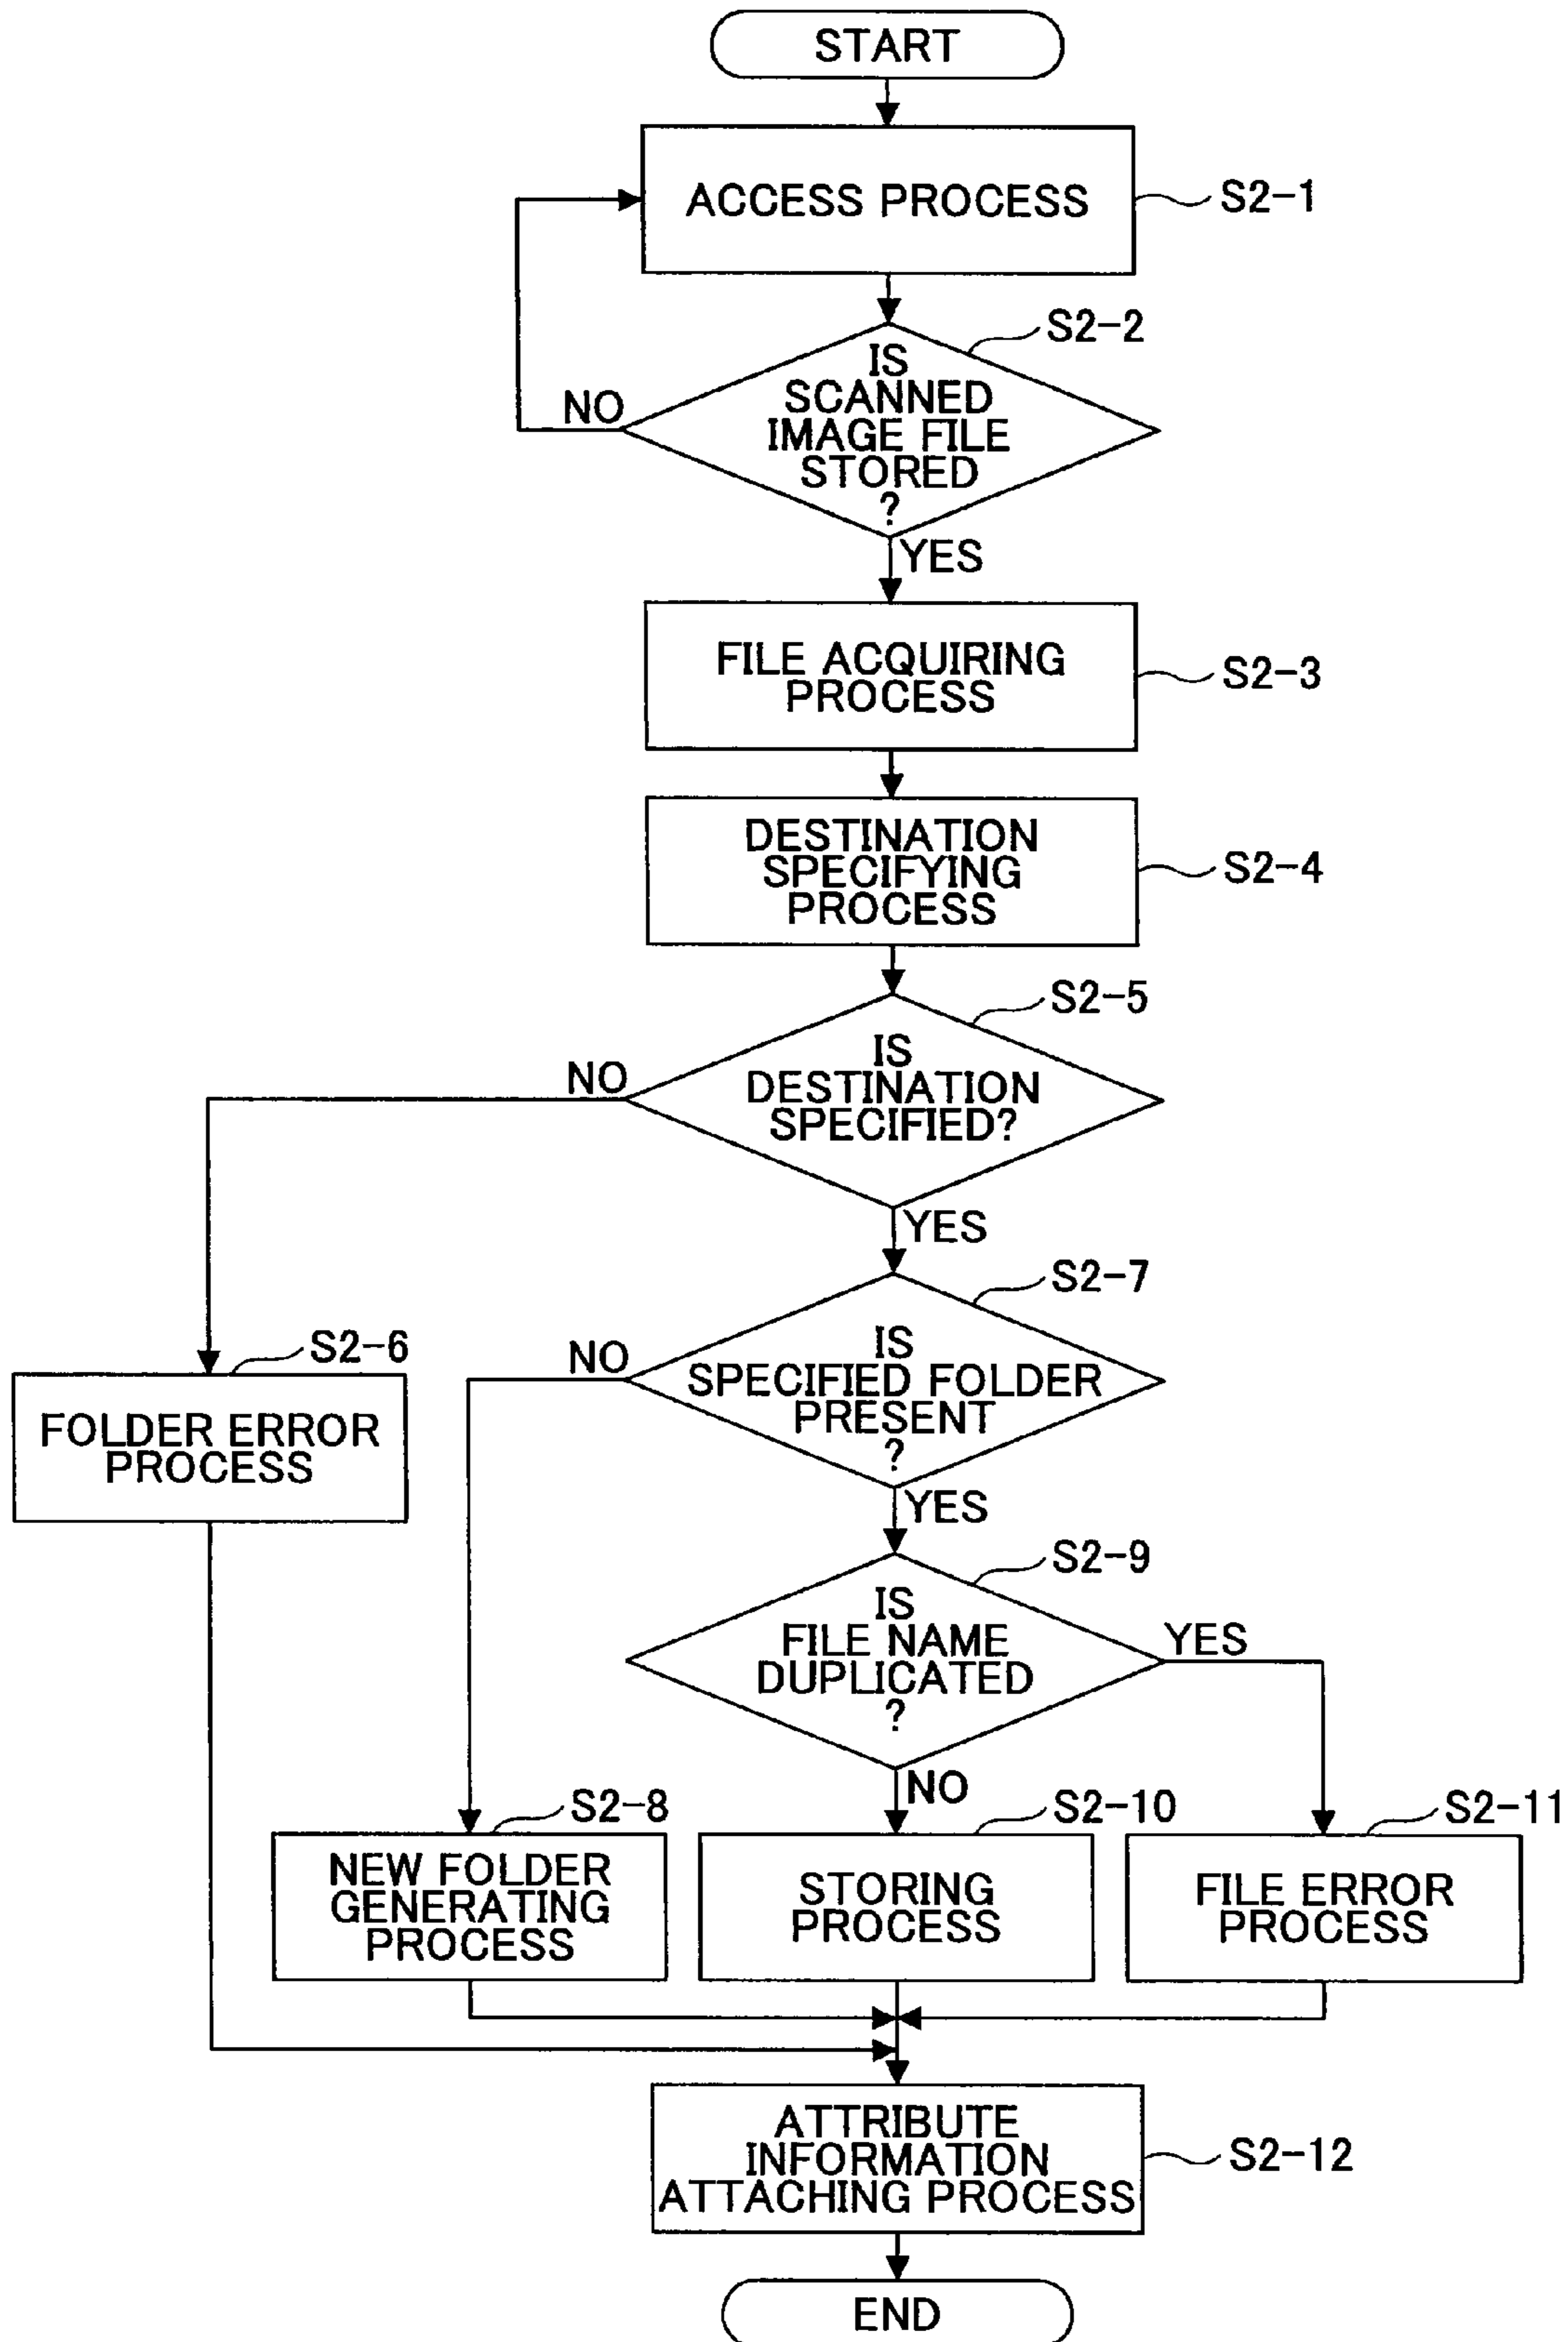 START
ACCESS PROCESS
S2-1
S2-2
IS
SCANNED
IMAGE FILE
STORED
?
NO
YES
FILE ACQUIRING
PROCESS
S2-3
DESTINATION
SPECIFYING
PROCESS
S2-4
S2-5
IS
DESTINATION
SPECIFIED?
NO
YES
S2-6
FOLDER ERROR
PROCESS
S2-7
IS
SPECIFIED FOLDER
PRESENT
?
NO
YES
S2-9
IS
FILE NAME
DUPLICATED
?
YES
NO
S2-8
NEW FOLDER
GENERATING
PROCESS
S2-10
STORING
PROCESS
S2-11
FILE ERROR
PROCESS
ATTRIBUTE
INFORMATION
ATTACHING PROCESS
S2-12
END